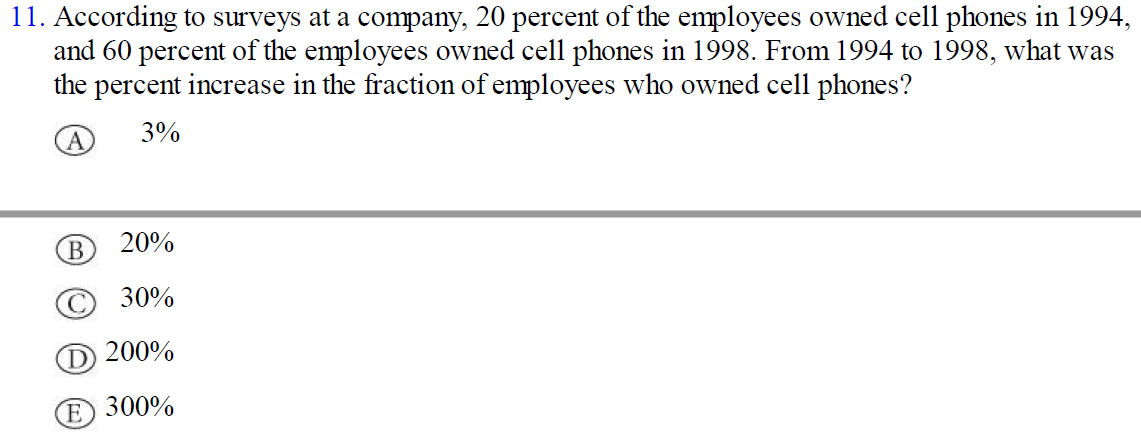 11. According to surveys at a company, 20 percent of the employees owned cell phones in 1994,
and 60 percent of the employees owned cell phones in 1998. From 1994 to 1998, what was
the percent increase in the fraction of employees who owned cell phones?
A 3%
B 20%
C 30%
D 200%
E 300%